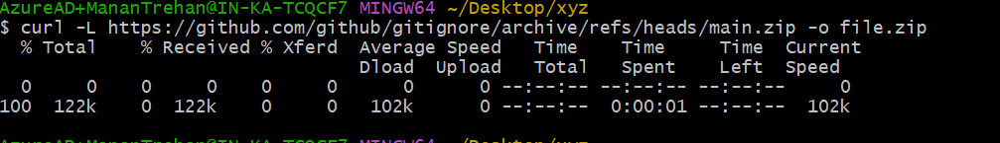 AzureAD+MananTrehan@IN-KA-TCQCF7 MINGW64 ~/Desktop/xyz
$ curl -L https://github.com/github/gitignore/archive/refs/heads/main.zip -o file.zip
  % Total    % Received % Xferd  Average Speed   Time    Time     Time  Current
                                 Dload  Upload   Total   Spent    Left  Speed
  0     0    0     0    0     0      0      0 --:--:-- --:--:-- --:--:--     0
100  122k    0  122k    0     0   102k      0 --:--:--  0:00:01 --:--:--  102k
AzureAD+MananTrehan@IN-KA-TCQCF7 MINGW64 ~/Desktop/xyz